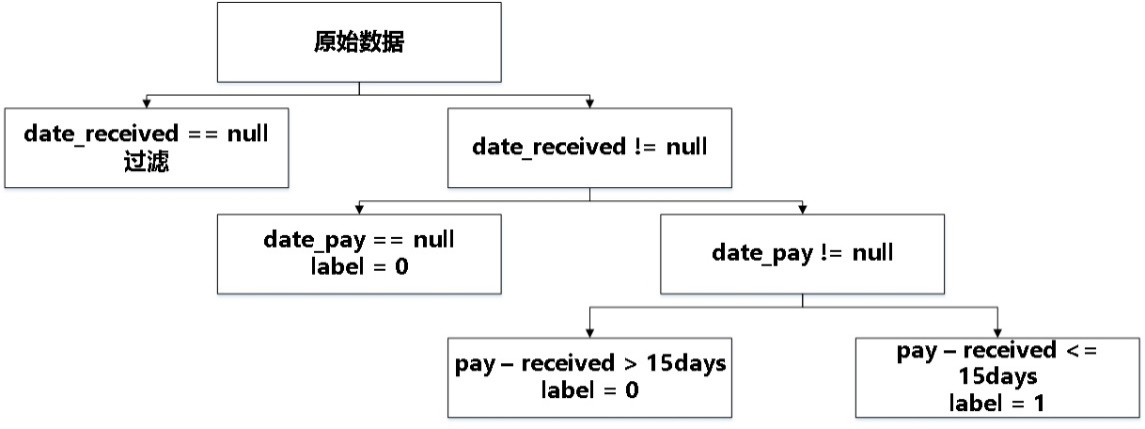 原始数据
date_received == null
过滤
date_received != null
date_pay == null
label = 0
date_pay != null
pay – received > 15days
label = 0
pay – received <=
15days
label = 1